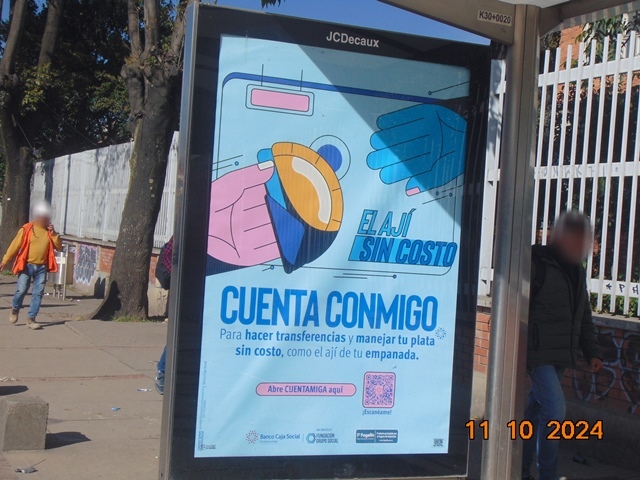 K30+0020
JCDecaux
EL AJÍ
SIN COSTO
CUENTA CONMIGO
Para hacer transferencias y manejar tu plata
sin costo, como el ají de tu empanada.
Abre CUENTAMIGA aquí
¡Escanéame!
Banco Caja Social
FUNDACIÓN
GRUPO SOCIAL
Fogafín
11 10 2024